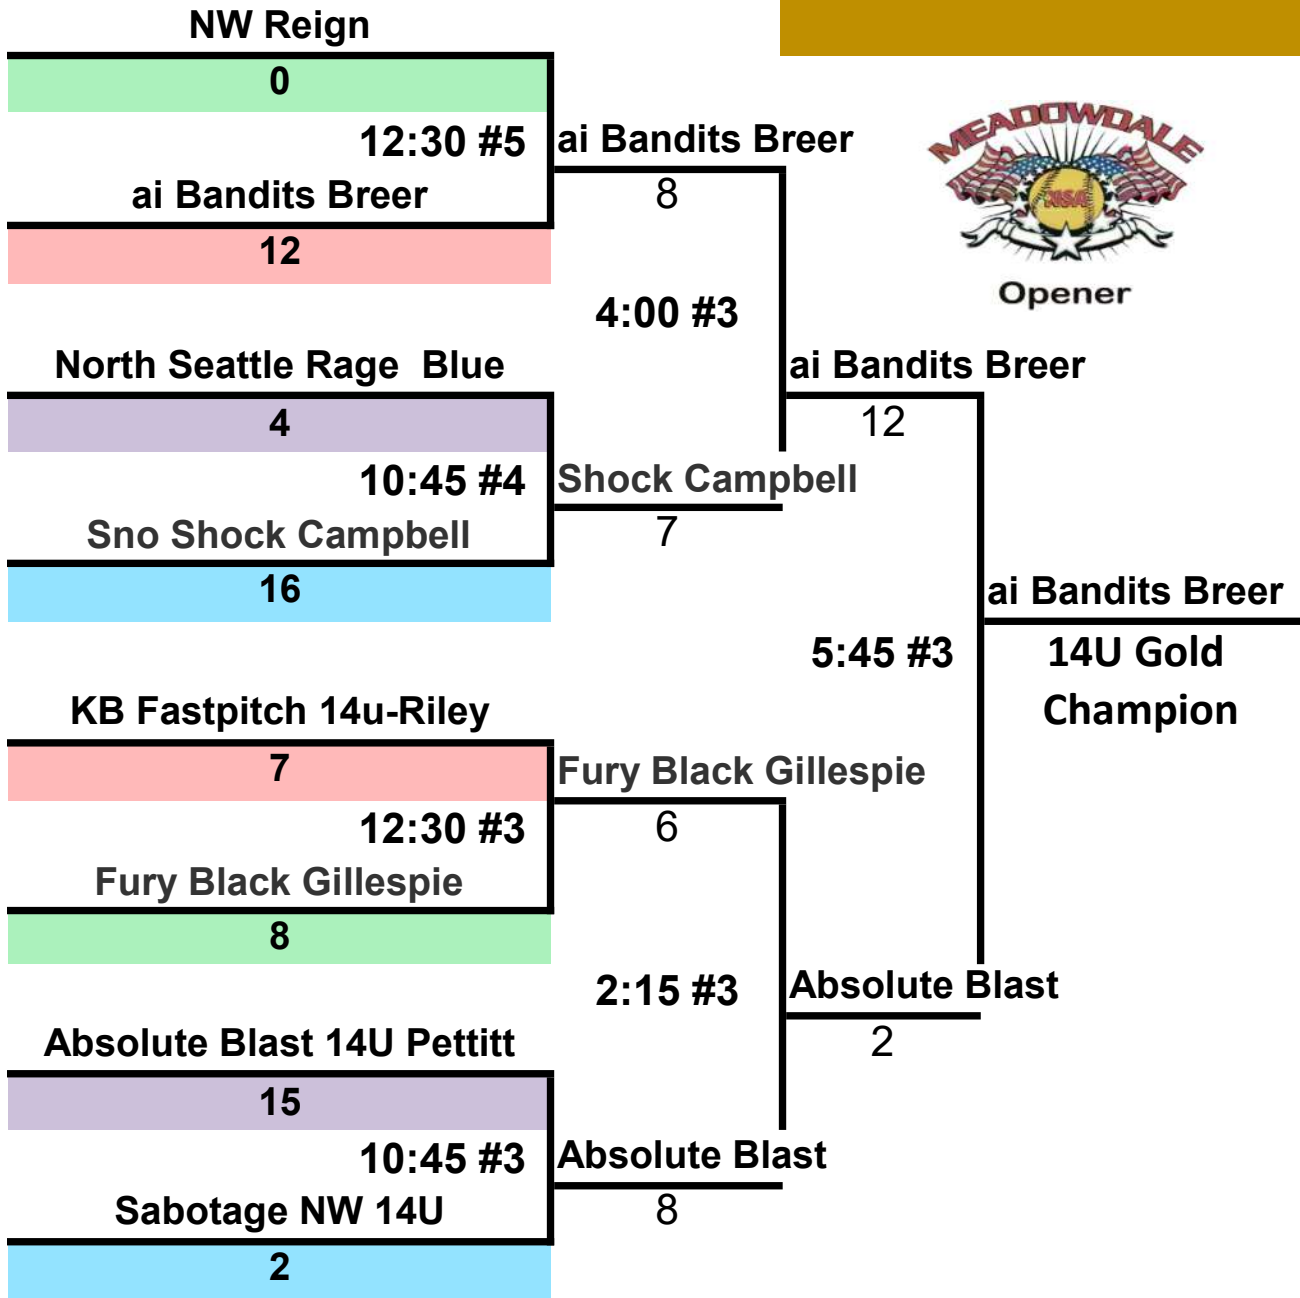 NW Reign
0
12:30 #5
ai Bandits Breer
12
North Seattle Rage  Blue
4
10:45 #4
Sno Shock Campbell
16
KB Fastpitch 14u-Riley
7
12:30 #3
Fury Black Gillespie
8
Absolute Blast 14U Pettitt
15
10:45 #3
Sabotage NW 14U
2
ai Bandits Breer
8
4:00 #3
Shock Campbell
7
Fury Black Gillespie
6
2:15 #3
Absolute Blast
8
MEADOWDALE
NSA
Opener
ai Bandits Breer
12
5:45 #3
Absolute Blast
2
ai Bandits Breer
14U Gold
Champion